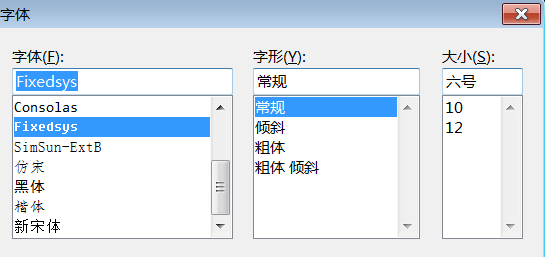 字体
字体(F):
字形(Y):
大小(S):
Fixedsys
常规
六号
Consolas
Fixedsys
SimSun-ExtB
仿宋
黑体
楷体
新宋体
常规
倾斜
粗体
粗体 倾斜
10
12